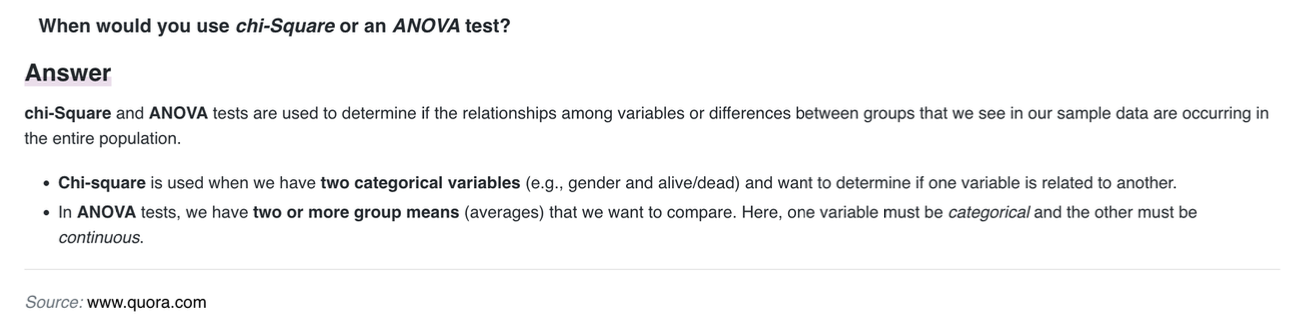 When would you use chi-Square or an ANOVA test?
Answer
chi-Square and ANOVA tests are used to determine if the relationships among variables or differences between groups that we see in our sample data are occurring in
the entire population.
• Chi-square is used when we have two categorical variables (e.g., gender and alive/dead) and want to determine if one variable is related to another.
• In ANOVA tests, we have two or more group means (averages) that we want to compare. Here, one variable must be categorical and the other must be
continuous.
Source: www.quora.com